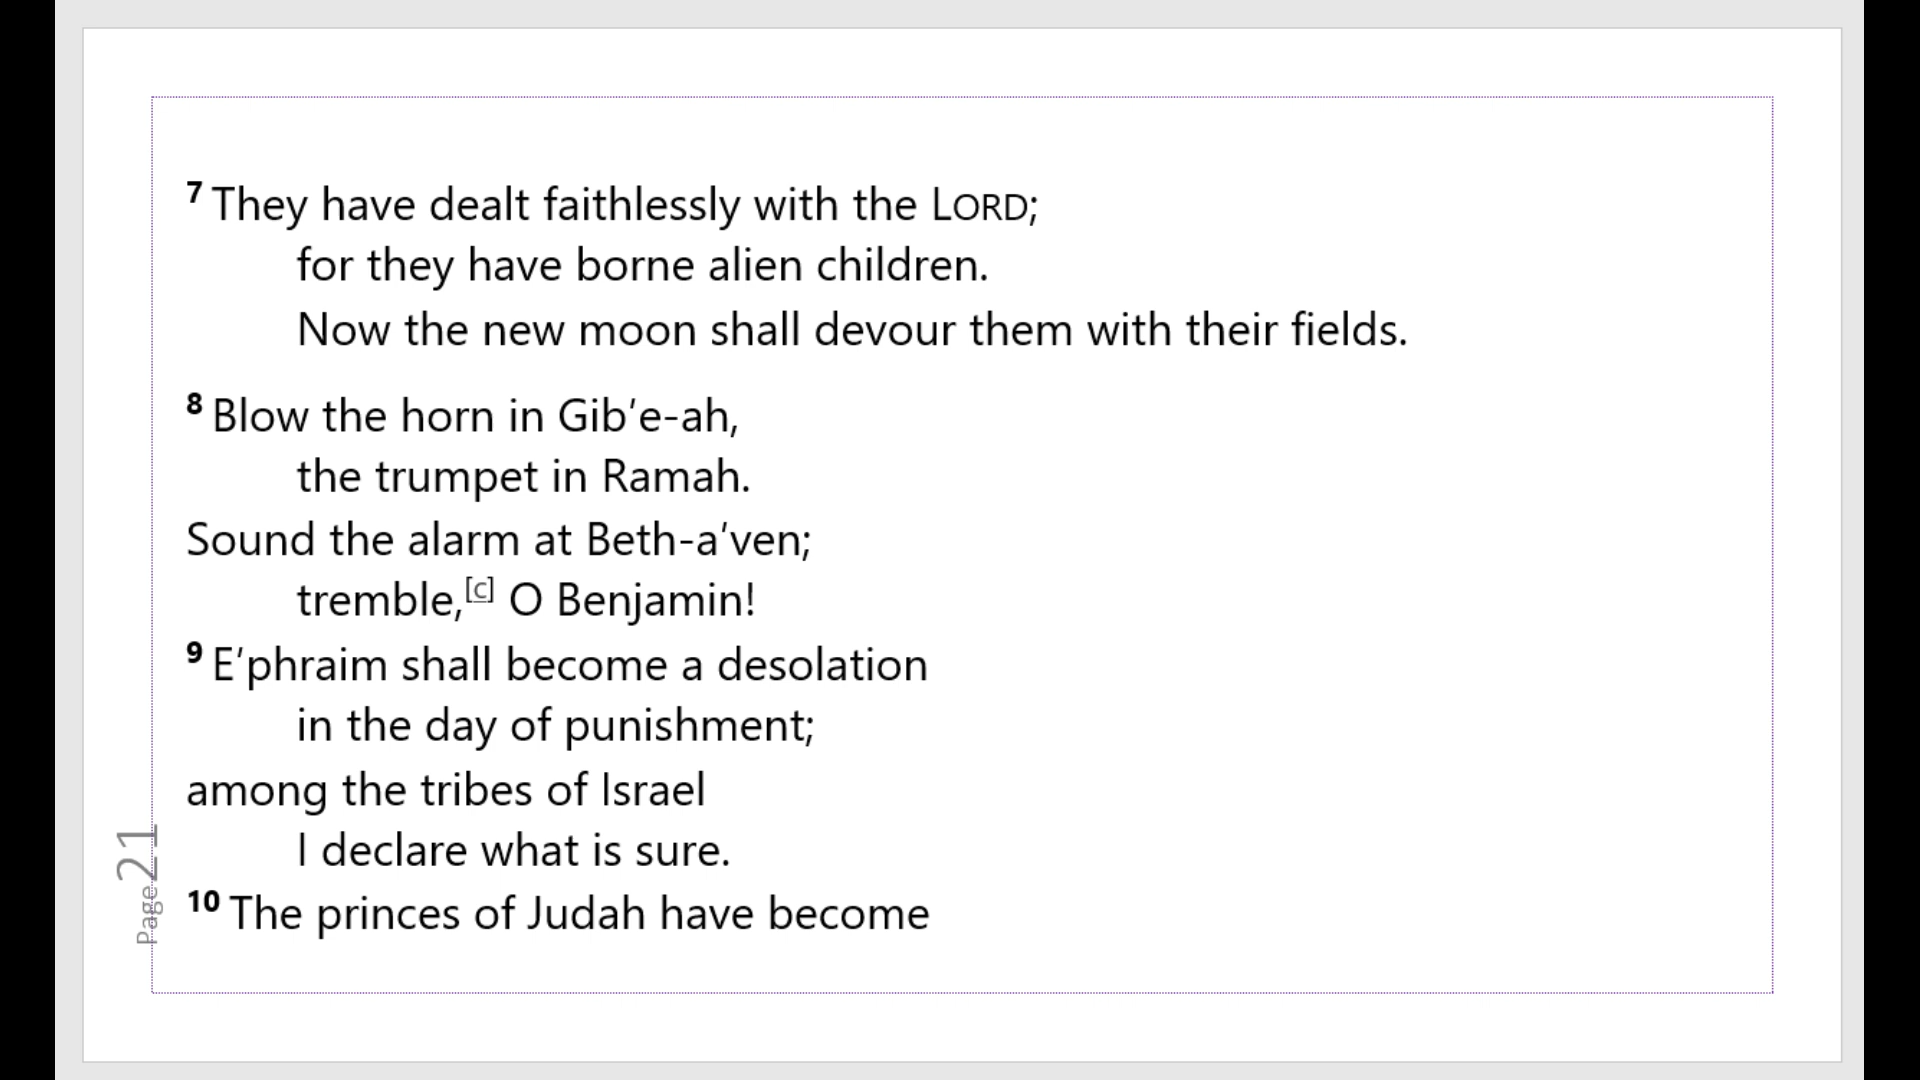 7 They have dealt faithlessly with the LORD;
for they have borne alien children.
Now the new moon shall devour them with their fields.
8 Blow the horn in Gib′e-ah,
the trumpet in Ramah.
Sound the alarm at Beth-a′ven;
tremble,[c] O Benjamin!
9 E′phraim shall become a desolation
in the day of punishment;
among the tribes of Israel
I declare what is sure.
10 The princes of Judah have become
Page 21